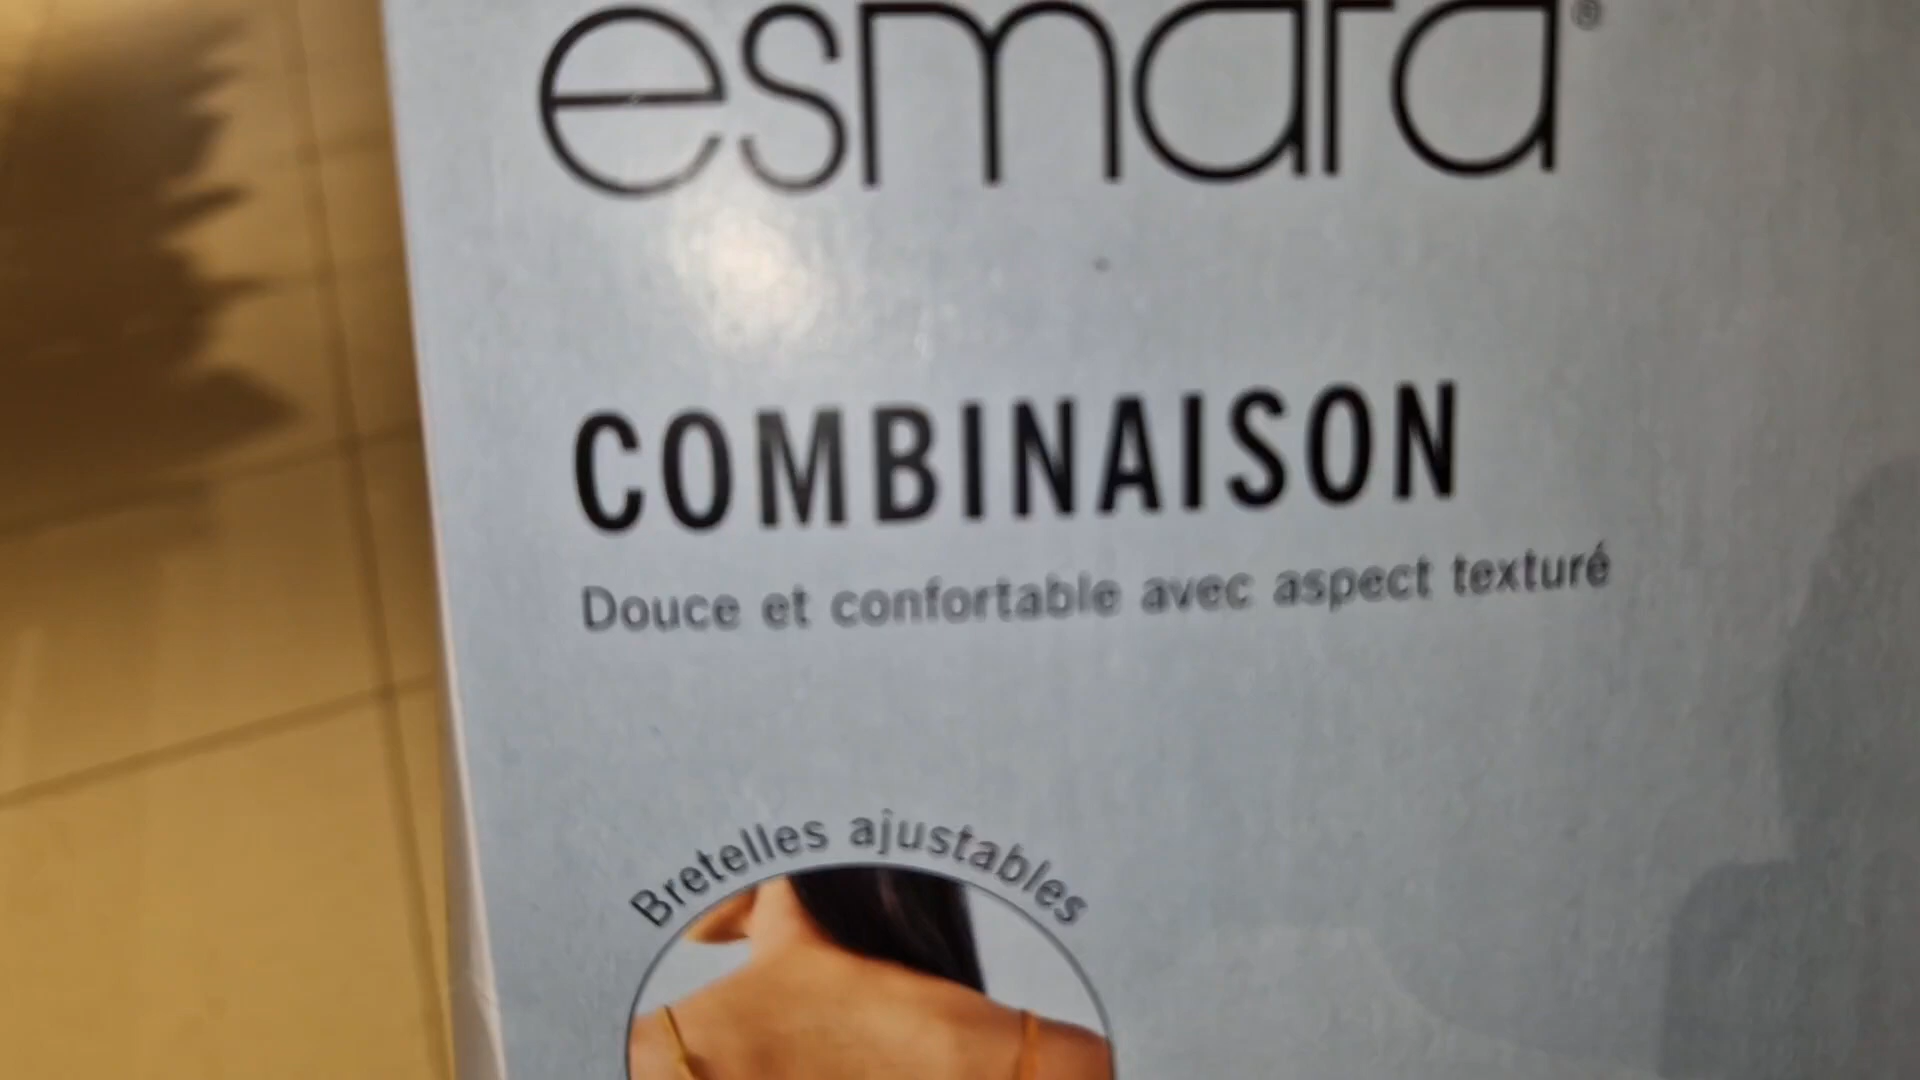 esmara®
COMBINAISON
Douce et confortable avec aspect texturé
Bretelles ajustables